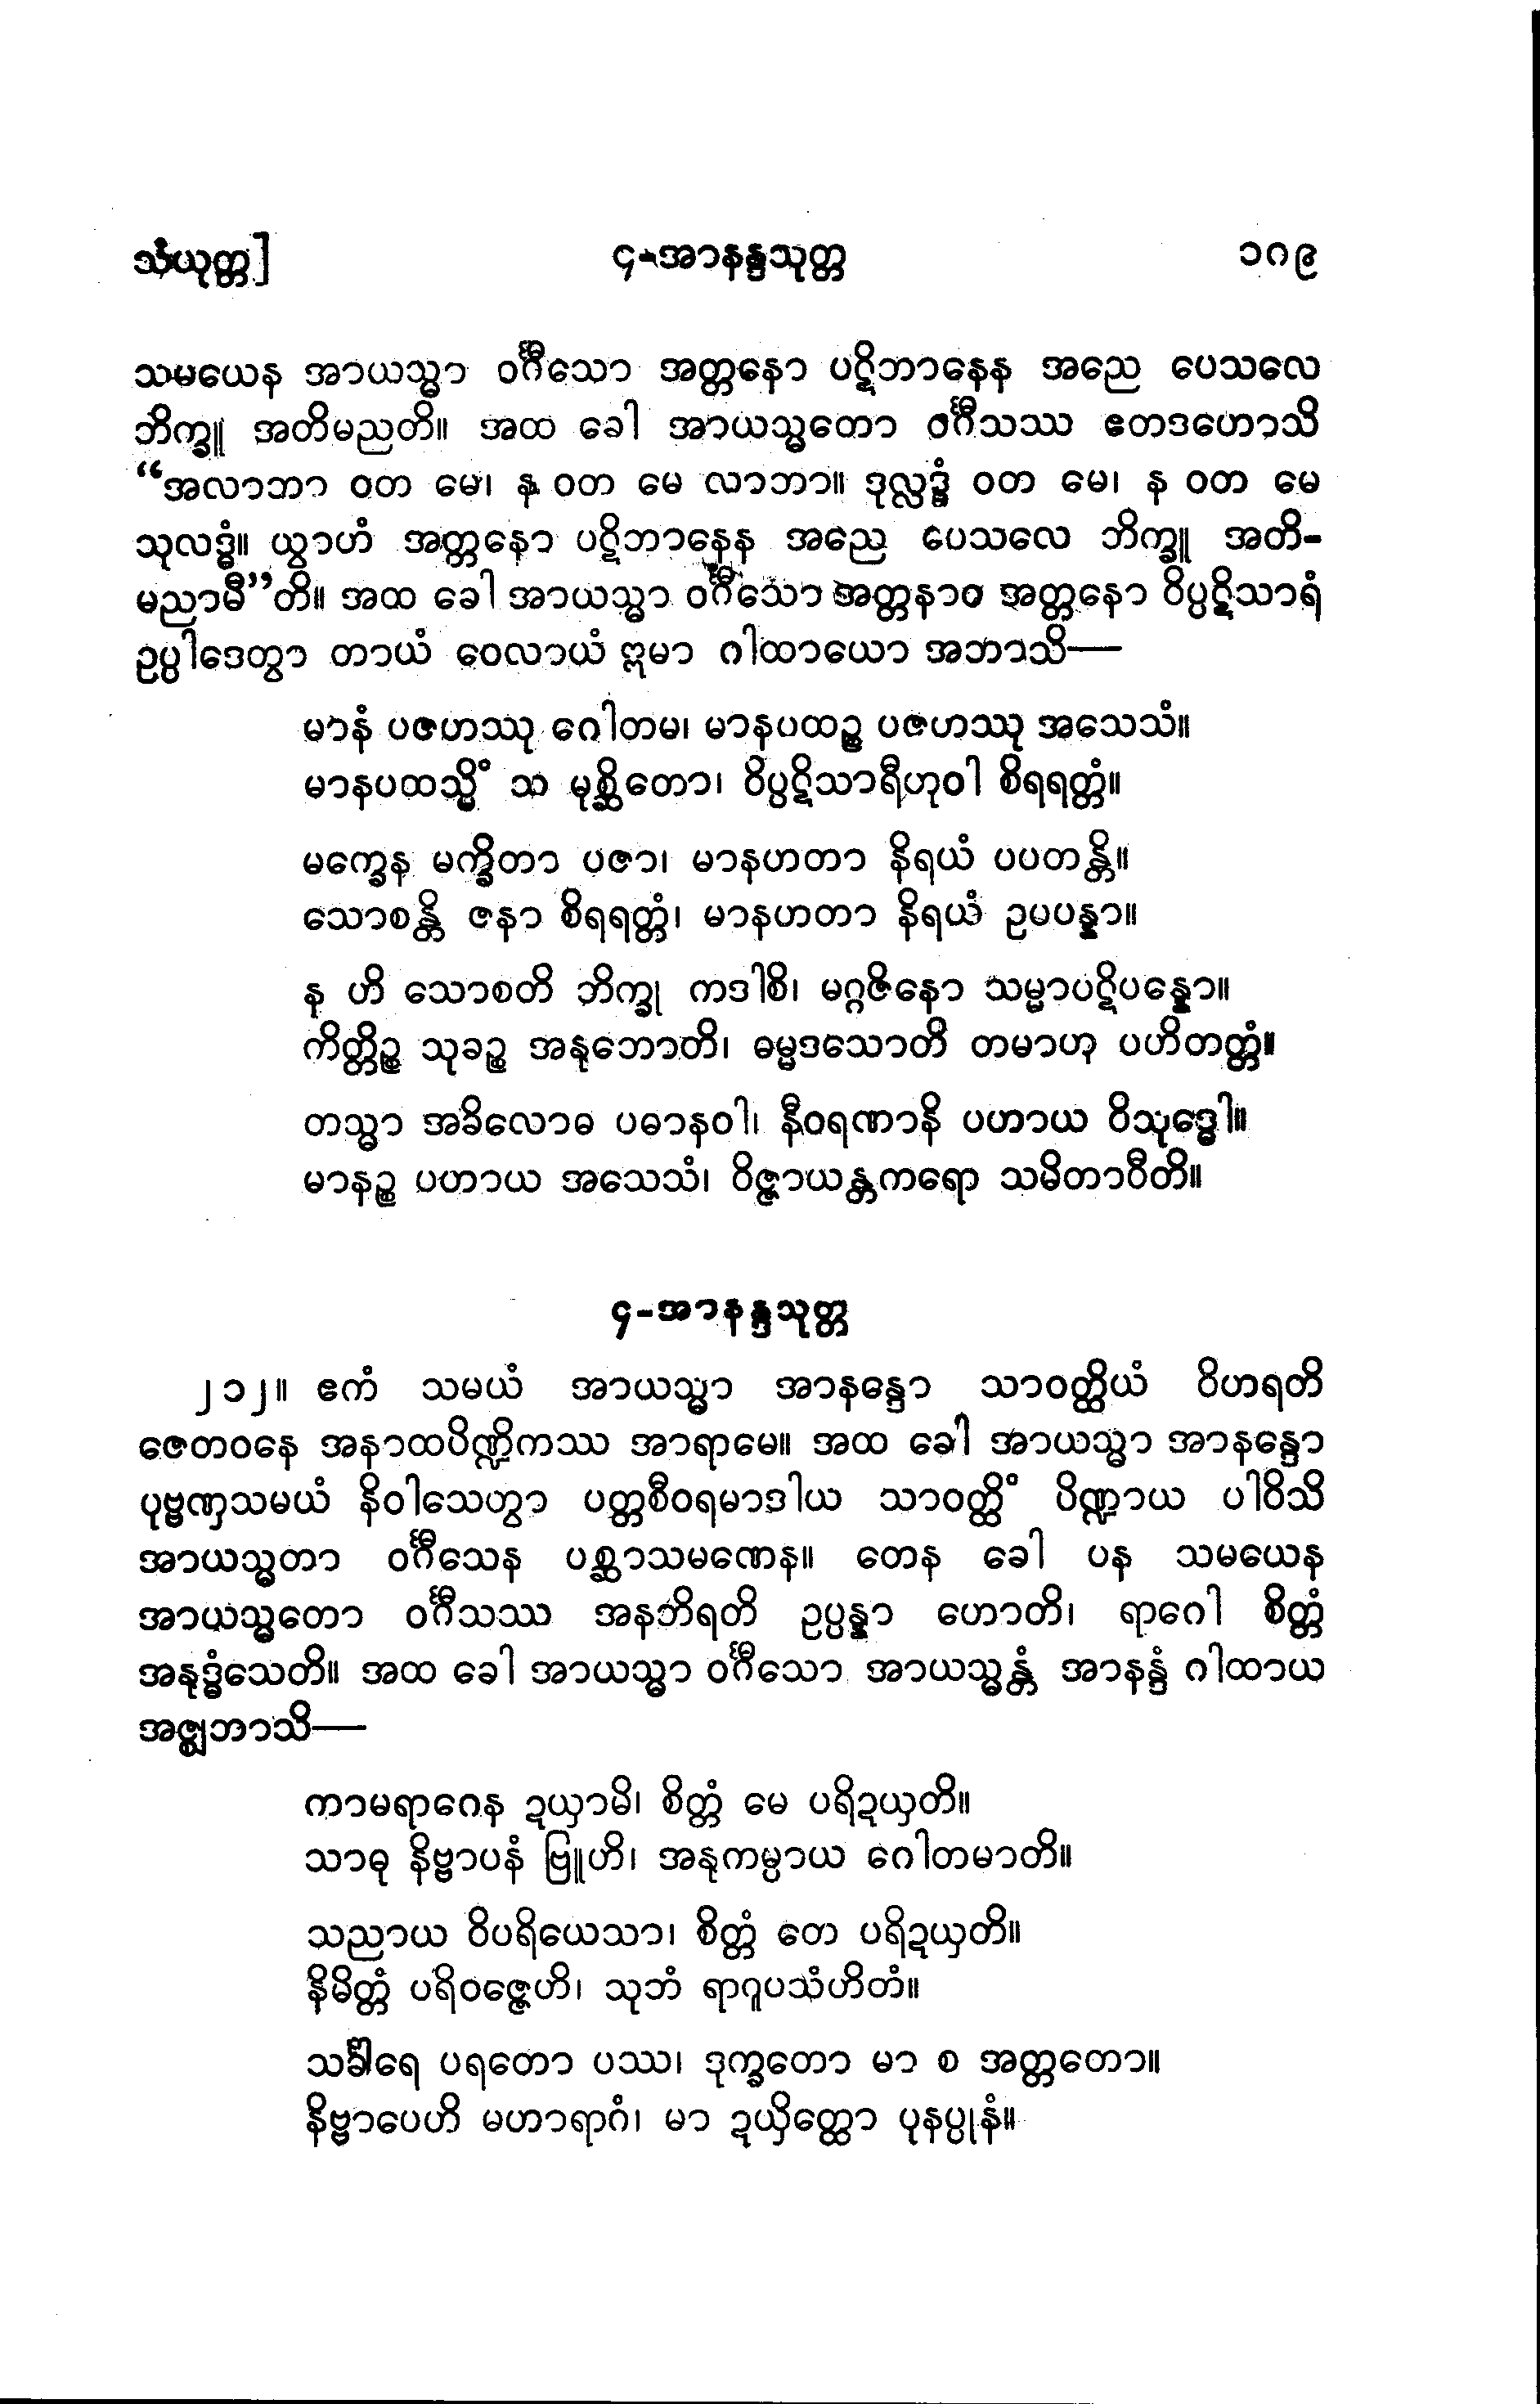 သံယုတ္တ] ၄-အာနန္ဒသုတ္တ ၁၈၉
သမယေန အာယသ္မာ ဝင်္ဂီသော အတ္တနော ပဋိဘာနေန အညေ ပေသလေ
ဘိက္ခူ အတိမညတိ။ အထ ခေါ အာယသ္မတော ဝင်္ဂီသဿ ဧတဒဟောသိ
“အလာဘာ ဝတ မေ၊ န ဝတ မေ လာဘာ။ ဒုလ္လဒ္ဓံ ဝတ မေ၊ န ဝတ မေ
သုလဒ္ဓံ။ ယွာဟံ အတ္တနော ပဋိဘာနေန အညေ ပေသလေ ဘိက္ခူ အတိ-
မညာမီ”တိ။ အထ ခေါ အာယသ္မာ ဝင်္ဂီသော အတ္တနာဝ အတ္တနော ဝိပ္ပဋိသာရံ
ဥပ္ပါဒေတွာ တာယံ ဝေလာယံ ဣမာ ဂါထာယော အဘာသိ—
မာနံ ပဇဟဿု ဂေါတမ၊ မာနပထဉ္စ ပဇဟဿု အသေသံ။
မာနပထသ္မိံ သ မုစ္ဆိတော၊ ဝိပ္ပဋိသာရီဟုဝါ စိရရတ္တံ။
မက္ခေန မက္ခိတာ ပဇာ၊ မာနဟတာ နိရယံ ပပတန္တိ။
သောစန္တိ ဇနာ စိရရတ္တံ၊ မာနဟတာ နိရယံ ဥပပန္နာ။
န ဟိ သောစတိ ဘိက္ခု ကဒါစိ၊ မဂ္ဂဇိနော သမ္မာပဋိပန္နော။
ကိတ္တိဉ္စ သုခဉ္စ အနုဘောတိ၊ ဓမ္မဒသောတိ တမာဟု ပဟိတတ္တံ။
တသ္မာ အခိလောဓ ပဓာနဝါ၊ နီဝရဏာနိ ပဟာယ ဝိသုဒ္ဓေါ။
မာနဉ္စ ပဟာယ အသေသံ၊ ဝိဇ္ဇာယန္တကရော သမိတာဝီတိ။
၄-အာနန္ဒသုတ္တ
၂၁၂။ ဧကံ သမယံ အာယသ္မာ အာနန္ဒော သာဝတ္ထိယံ ဝိဟရတိ
ဇေတဝနေ အနာထပိဏ္ဍိကဿ အာရာမေ။ အထ ခေါ အာယသ္မာ အာနန္ဒော
ပုဗ္ဗဏှသမယံ နိဝါသေတွာ ပတ္တစီဝရမာဒါယ သာဝတ္ထိံ ပိဏ္ဍာယ ပါဝိသိ
အာယသ္မတာ ဝင်္ဂီသေန ပစ္ဆာသမဏေန။ တေန ခေါ ပန သမယေန
အာယသ္မတော ဝင်္ဂီသဿ အနဘိရတိ ဥပ္ပန္နာ ဟောတိ၊ ရာဂေါ စိတ္တံ
အနုဒ္ဓံသေတိ။ အထ ခေါ အာယသ္မာ ဝင်္ဂီသော အာယသ္မန္တံ အာနန္ဒံ ဂါထာယ
အဇ္ဈဘာသိ—
ကာမရာဂေန ဍယှာမိ၊ စိတ္တံ မေ ပရိဍယှတိ။
သာဓု နိဗ္ဗာပနံ ဗြူဟိ၊ အနုကမ္ပာယ ဂေါတမာတိ။
သညာယ ဝိပရိယေသာ၊ စိတ္တံ တေ ပရိဍယှတိ။
နိမိတ္တံ ပရိဝဇ္ဇေဟိ၊ သုဘံ ရာဂူပသံဟိတံ။
သင်္ခါရေ ပရတော ပဿ၊ ဒုက္ခတော မာ စ အတ္တတော။
နိဗ္ဗာပေဟိ မဟာရာဂံ၊ မာ ဍယှိတ္ထော ပုနပ္ပုနံ။